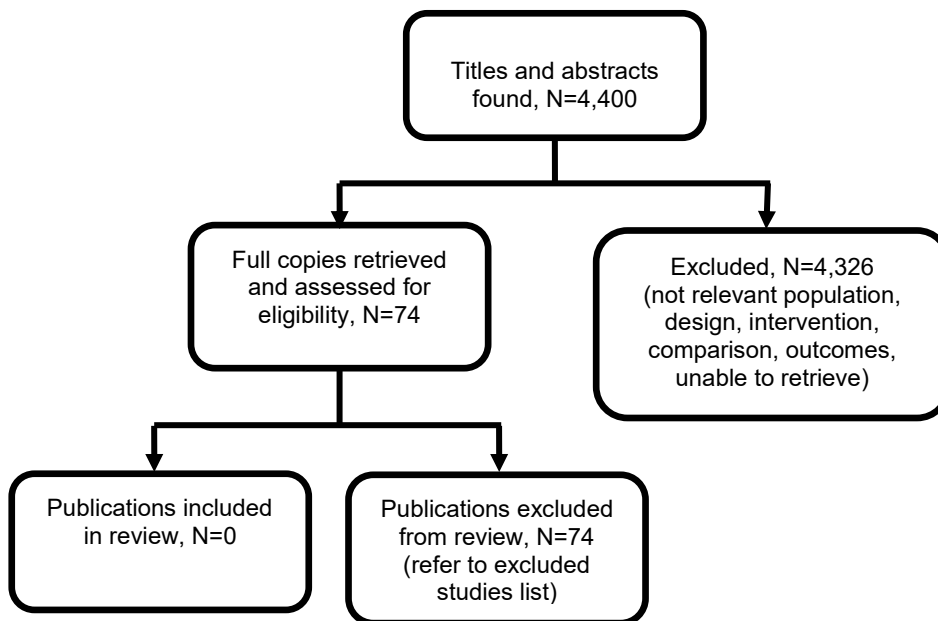 Titles and abstracts
found, N=4,400
Full copies retrieved
and assessed for
eligibility, N=74
Excluded, N=4,326
(not relevant population,
design, intervention,
comparison, outcomes,
unable to retrieve)
Publications included
in review, N=0
Publications excluded
from review, N=74
(refer to excluded
studies list)